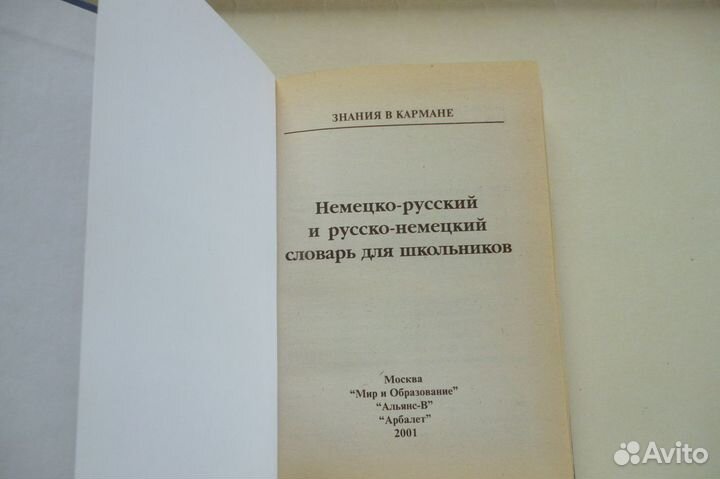 ЗНАНИЯ В КАРМАНЕ
Немецко-русский
и русско-немецкий
словарь для школьников
Москва
“Мир и Образование”
“Альянс-В”
“Арбалет”
2001
Avito